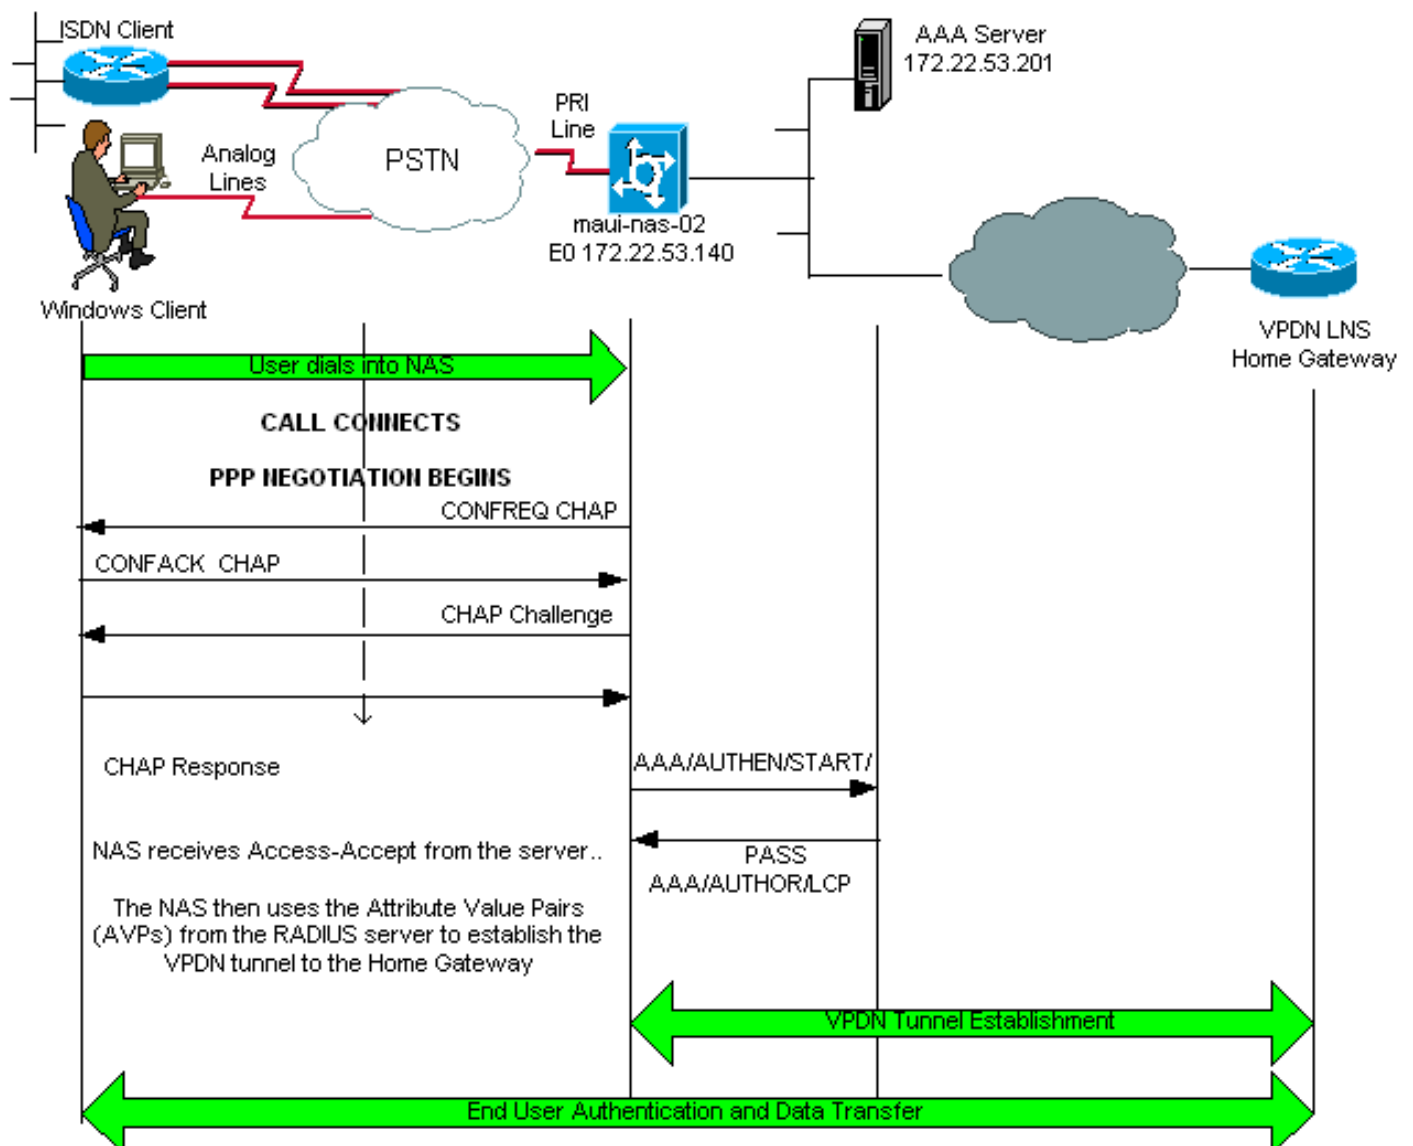 ISDN Client
AAA Server
172.22.53.201
PRI
Line
Analog
Lines
PSTN
maui-nas-02
E0 172.22.53.140
Windows Client
VPDN LNS
Home Gateway
User dials into NAS
CALL CONNECTS
PPP NEGOTIATION BEGINS
CONFREQ CHAP
CONFACK CHAP
CHAP Challenge
CHAP Response
AAA/AUTHEN/START/
NAS receives Access-Accept from the server..
PASS
AAA/AUTHOR/LCP
The NAS then uses the Attribute Value Pairs
(AVPs) from the RADIUS server to establish the
VPDN tunnel to the Home Gateway
VPDN Tunnel Establishment
End User Authentication and Data Transfer